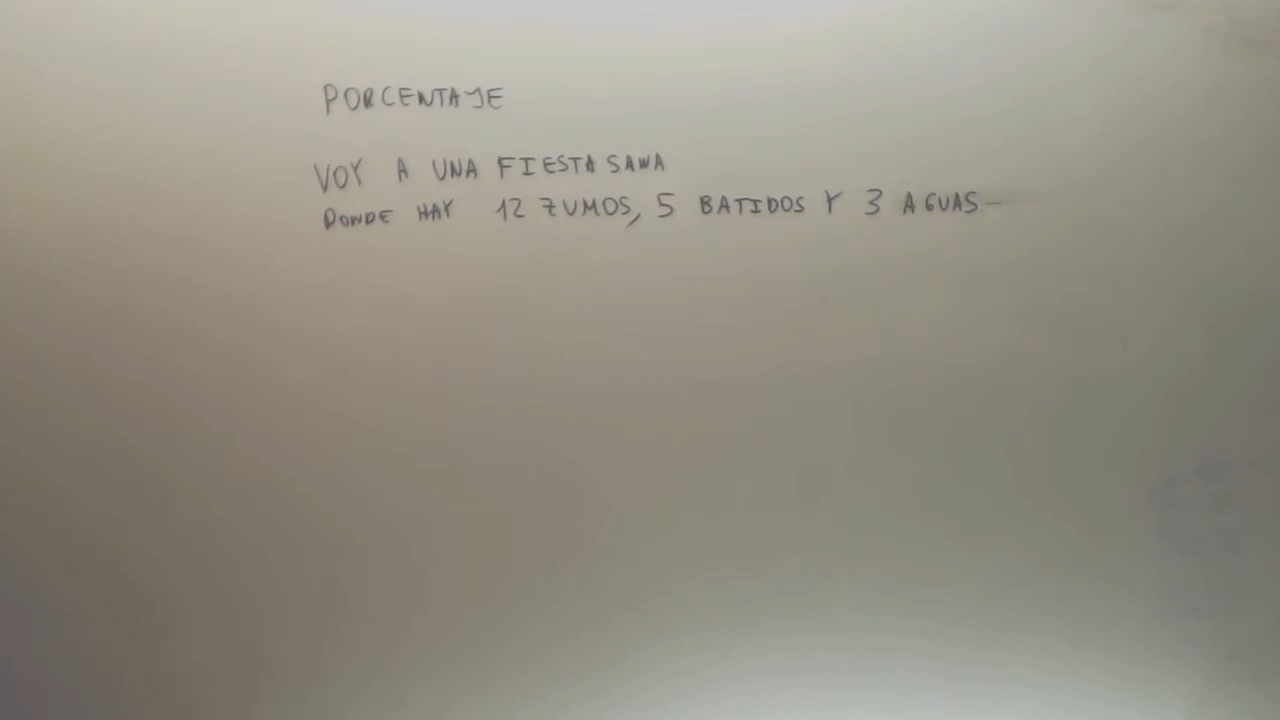 PORCENTAJE
VOY A UNA FIESTA SANA
DONDE HAY 12 ZUMOS, 5 BATIDOS Y 3 AGUAS.